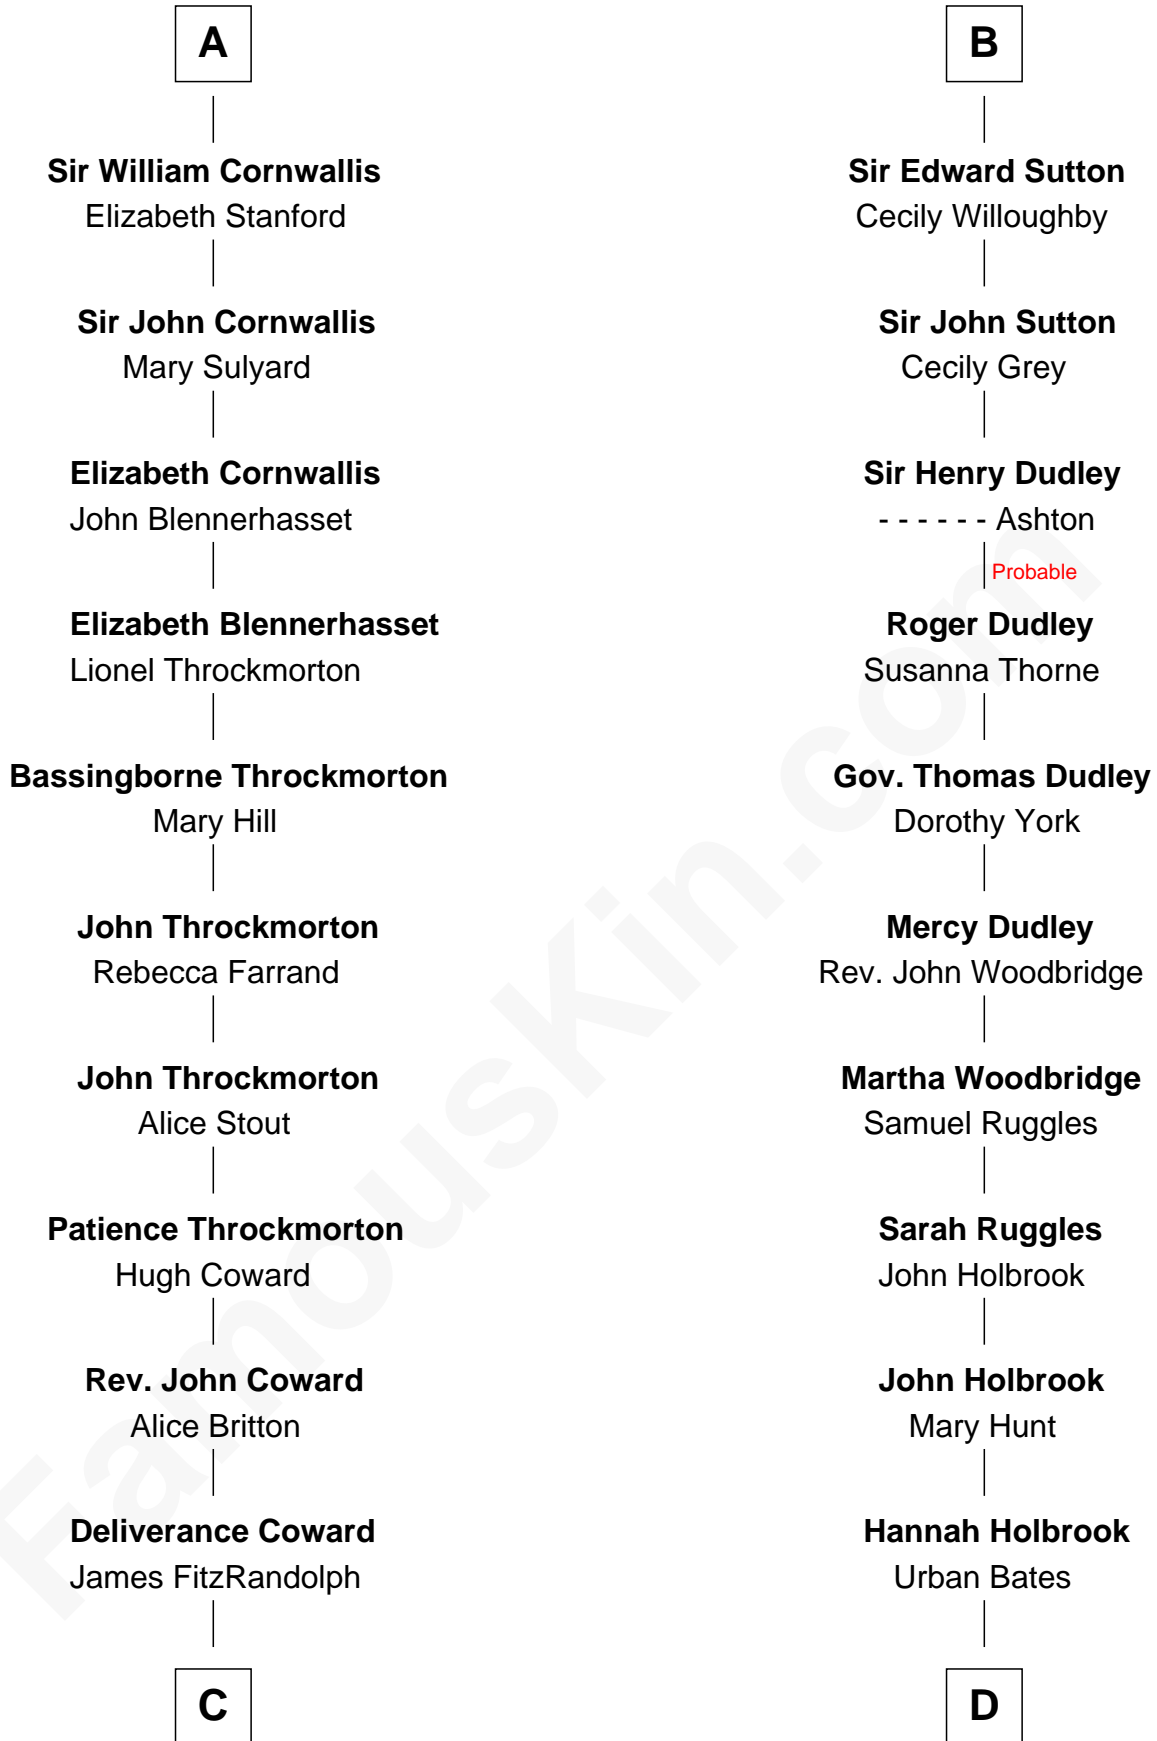 A
Sir William Cornwallis
Elizabeth Stanford
Sir John Cornwallis
Mary Sulyard
Elizabeth Cornwallis
John Blennerhasset
Elizabeth Blennerhasset
Lionel Throckmorton
Bassingborne Throckmorton
Mary Hill
John Throckmorton
Rebecca Farrand
John Throckmorton
Alice Stout
Patience Throckmorton
Hugh Coward
Rev. John Coward
Alice Britton
Deliverance Coward
James FitzRandolph
C
B
Sir Edward Sutton
Cecily Willoughby
Sir John Sutton
Cecily Grey
Sir Henry Dudley
- - - - - - Ashton
Probable
Roger Dudley
Susanna Thorne
Gov. Thomas Dudley
Dorothy York
Mercy Dudley
Rev. John Woodbridge
Martha Woodbridge
Samuel Ruggles
Sarah Ruggles
John Holbrook
John Holbrook
Mary Hunt
Hannah Holbrook
Urban Bates
D
FamousKin.com